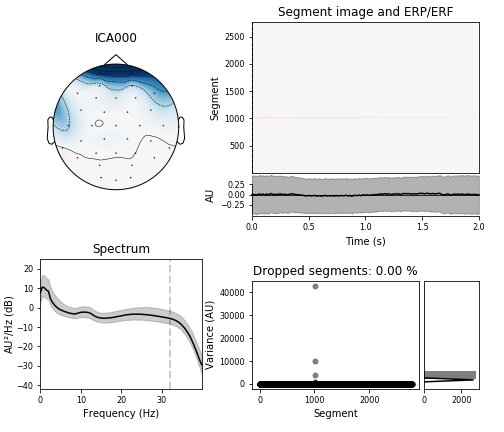 ICA000
Segment image and ERP/ERF
2500
2000
1500
1000
500
Segment
0.25
0.00
−0.25
AU
0.0 0.5 1.0 1.5 2.0
Time (s)
Spectrum
20
10
0
−10
−20
−30
−40
AU²/Hz (dB)
0 10 20 30
Frequency (Hz)
Dropped segments: 0.00 %
40000
30000
20000
10000
0
Variance (AU)
0 1000 2000
Segment
0 2000